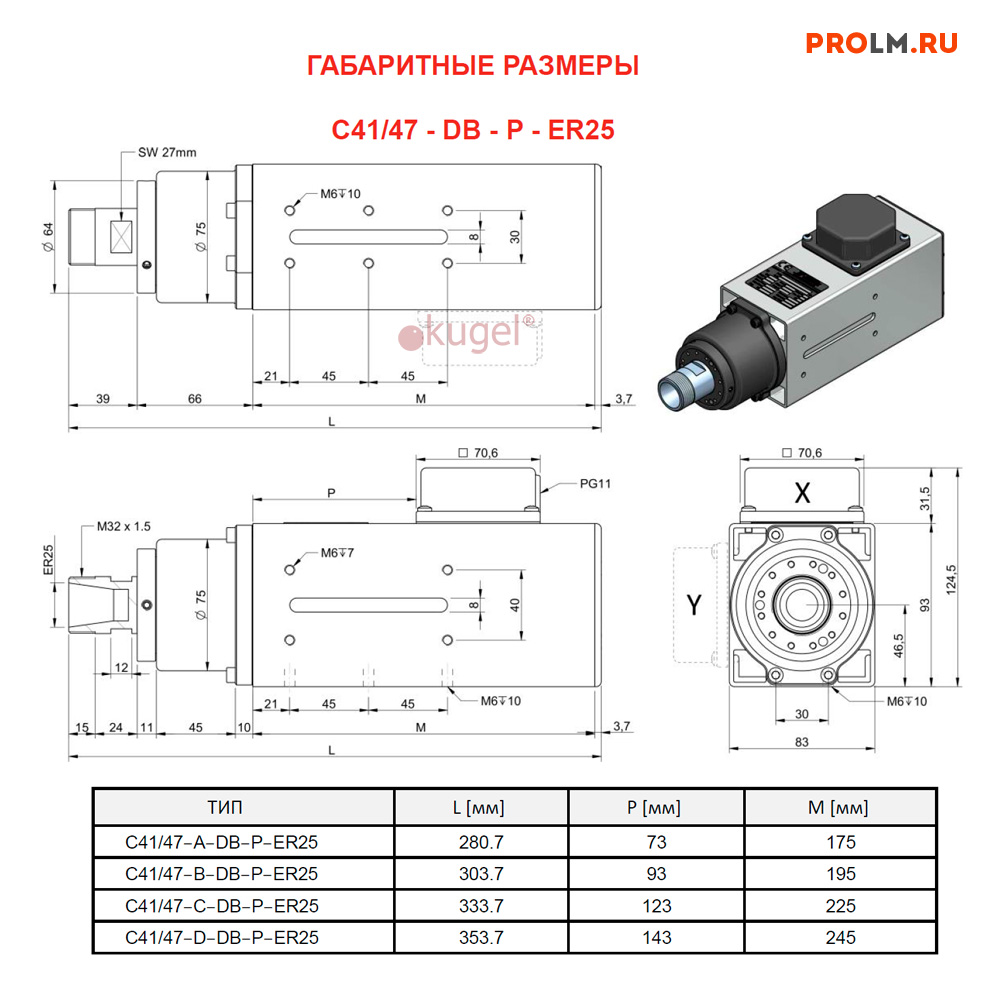 PROLM.RU
ГАБАРИТНЫЕ РАЗМЕРЫ
C41/47 - DB - P - ER25
SW 27mm
M6↧10
Ø 64
Ø 75
8
30
kugel®
21
45
45
39
66
M
3,7
L
□ 70,6
P
PG11
M32 x 1.5
ER25
M6↧7
Ø 75
8
40
12
M6↧10
21
45
45
15
24
11
45
10
M
3,7
L
□ 70,6
X
Y
31,5
124,5
93
46,5
M6↧10
30
83
ТИП L [мм] P [мм] M [мм]
C41/47-A-DB-P-ER25 280.7 73 175
C41/47-B-DB-P-ER25 303.7 93 195
C41/47-C-DB-P-ER25 333.7 123 225
C41/47-D-DB-P-ER25 353.7 143 245